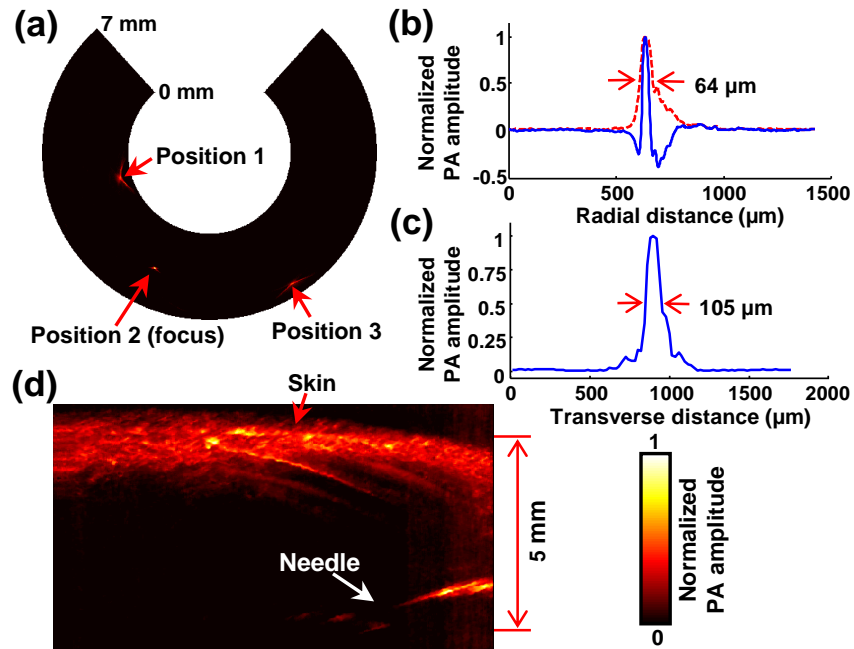 (a)
7 mm
0 mm
Position 1
Position 2 (focus)
Position 3
(b)
Normalized
PA amplitude
1
0.5
0
-0.5
64 µm
0
500
1000
1500
Radial distance (µm)
(c)
Normalized
PA amplitude
1
0.75
0.5
0.25
0
105 µm
0
500
1000
1500
2000
Transverse distance (µm)
(d)
Skin
Needle
5 mm
1
0
Normalized
PA amplitude